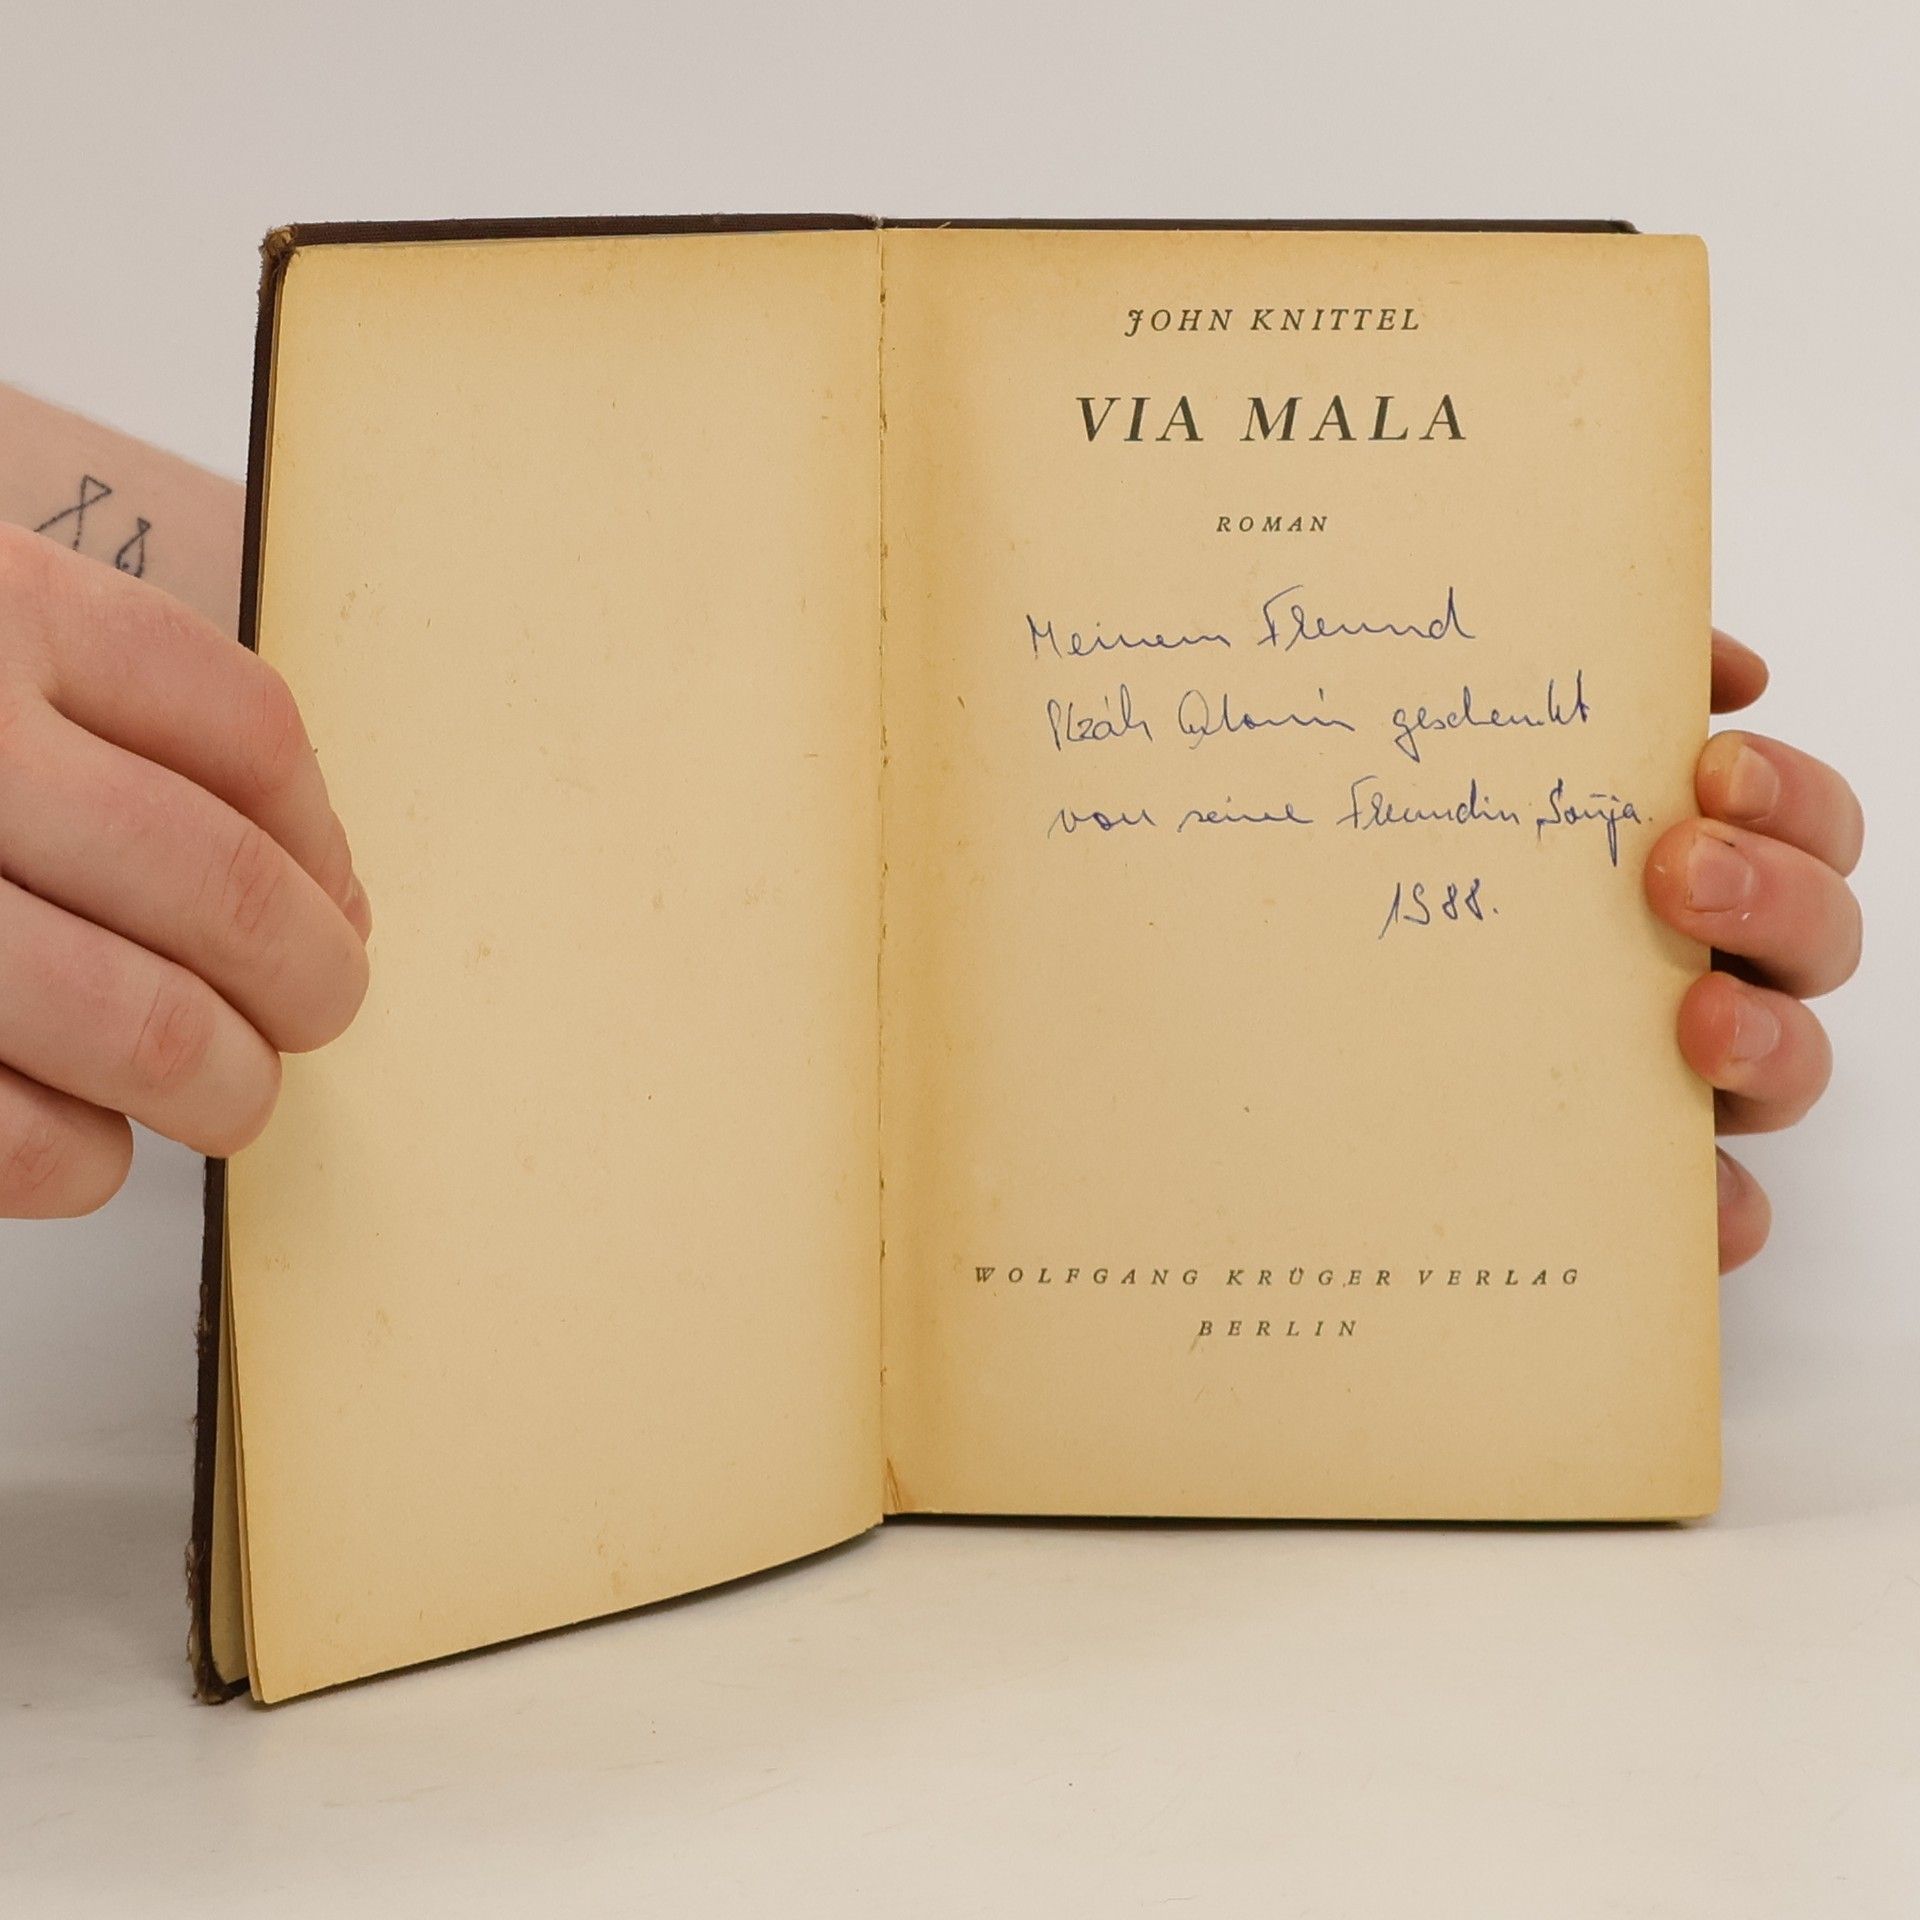 JOHN KNITTEL
VIA MALA
ROMAN
Meinem Freund
geschenkt
von seine Freundin Sonja.
1988.
WOLFGANG KRÜGER VERLAG
BERLIN